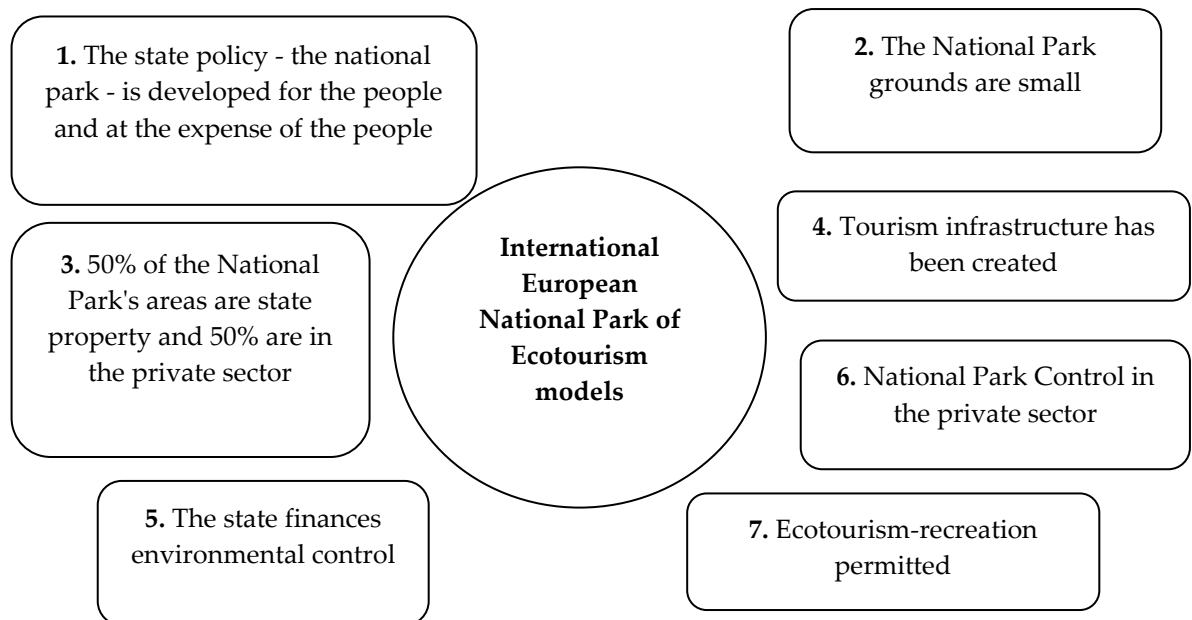 1. The state policy - the national
park - is developed for the people
and at the expense of the people
2. The National Park
grounds are small
3. 50% of the National
Park's areas are state
property and 50% are in
the private sector
International
European
National Park of
Ecotourism
models
4. Tourism infrastructure has
been created
5. The state finances
environmental control
6. National Park Control in
the private sector
7. Ecotourism-recreation
permitted